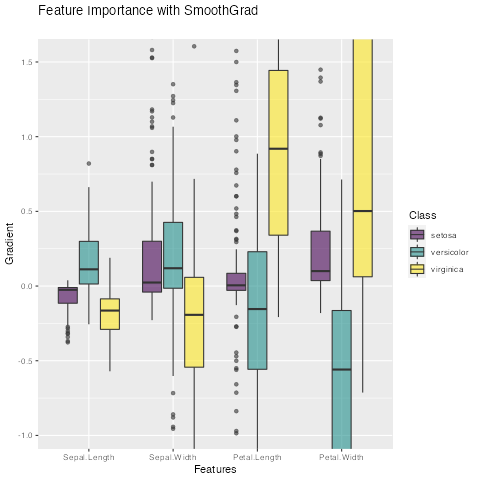 Feature Importance with SmoothGrad
Gradient
1.5
1.0
0.5
0.0
-0.5
-1.0
Sepal.Length Sepal.Width Petal.Length Petal.Width
Features
Class
setosa
versicolor
virginica